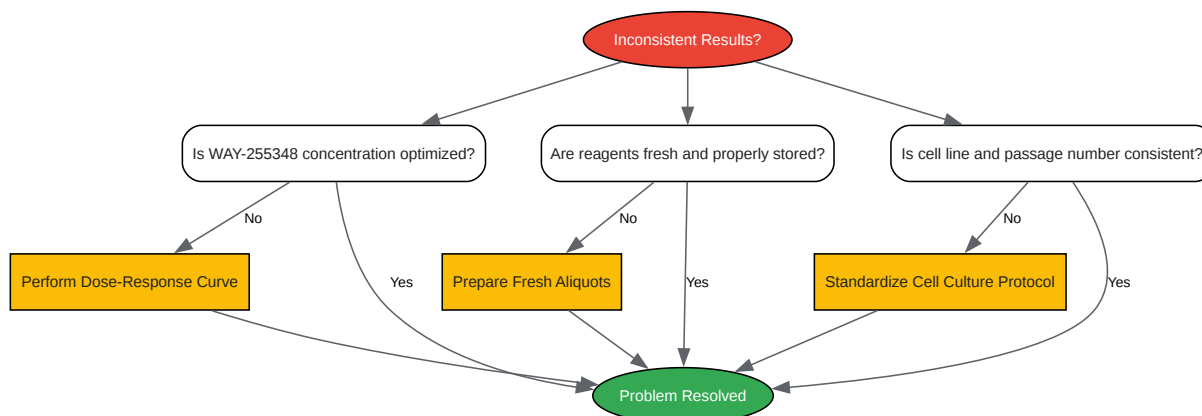 Inconsistent Results?
Is WAY-255348 concentration optimized?
Are reagents fresh and properly stored?
Is cell line and passage number consistent?
No
No
No
Perform Dose-Response Curve
Yes
Prepare Fresh Aliquots
Yes
Standardize Cell Culture Protocol
Yes
Problem Resolved